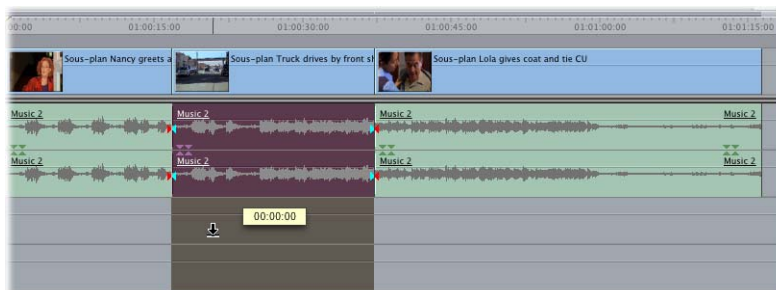 00:00 01:00:15:00 01:00:30:00 01:00:45:00 01:01:00:00 01:01:15:00
Sous-plan Nancy greets a Sous-plan Truck drives by front sh Sous-plan Lola gives coat and tie CU
Music 2 Music 2 Music 2 Music 2
Music 2 Music 2 Music 2 Music 2
00:00:00